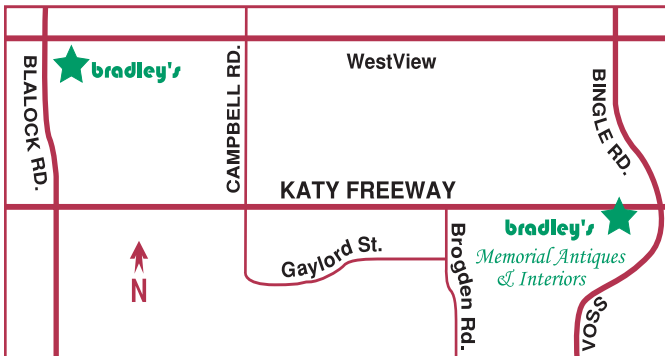 bradley's
WestView
BLALOCK RD.
CAMPBELL RD.
BINGLE RD.
KATY FREEWAY
bradley's
Memorial Antiques
& Interiors
Gaylord St.
Brogden Rd.
N
VOSS